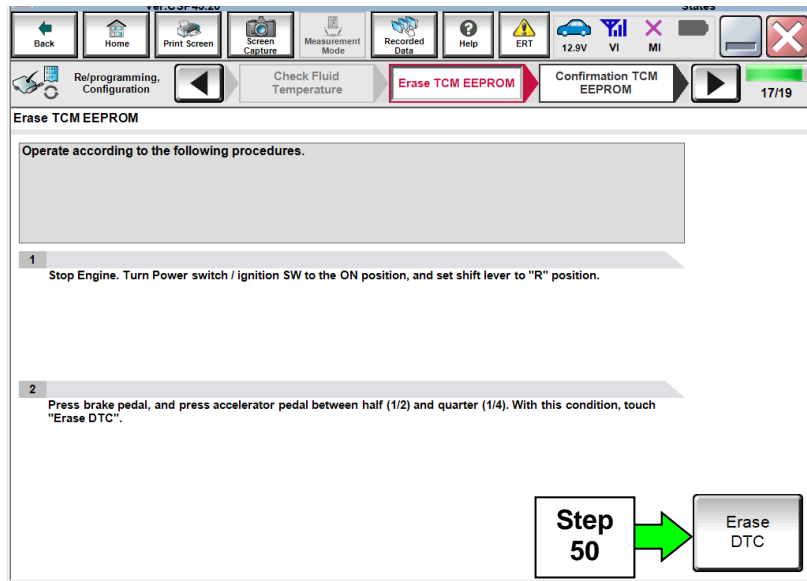 Back
Home
Print Screen
Screen
Capture
Measurement
Mode
Recorded
Data
Help
ERT
12.9V
VI
MI
Re/programming,
Configuration
Check Fluid
Temperature
Erase TCM EEPROM
Confirmation TCM
EEPROM
17/19
Erase TCM EEPROM
Operate according to the following procedures.
1
Stop Engine. Turn Power switch / ignition SW to the ON position, and set shift lever to "R" position.
2
Press brake pedal, and press accelerator pedal between half (1/2) and quarter (1/4). With this condition, touch
"Erase DTC".
Step
50
Erase
DTC